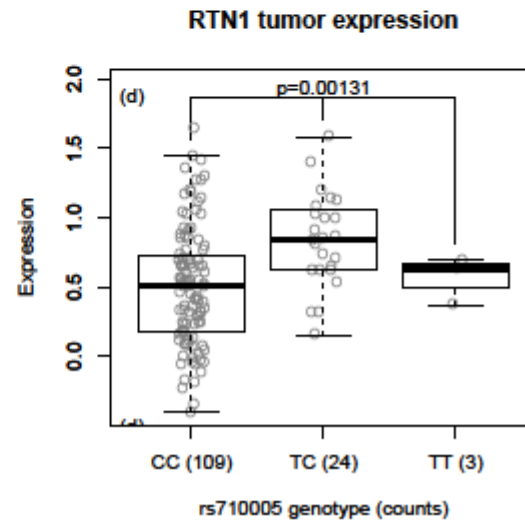 RTN1 tumor expression
(d)
p=0.00131
2.0
1.5
1.0
0.5
0.0
Expression
CC (109)
TC (24)
TT (3)
rs710005 genotype (counts)